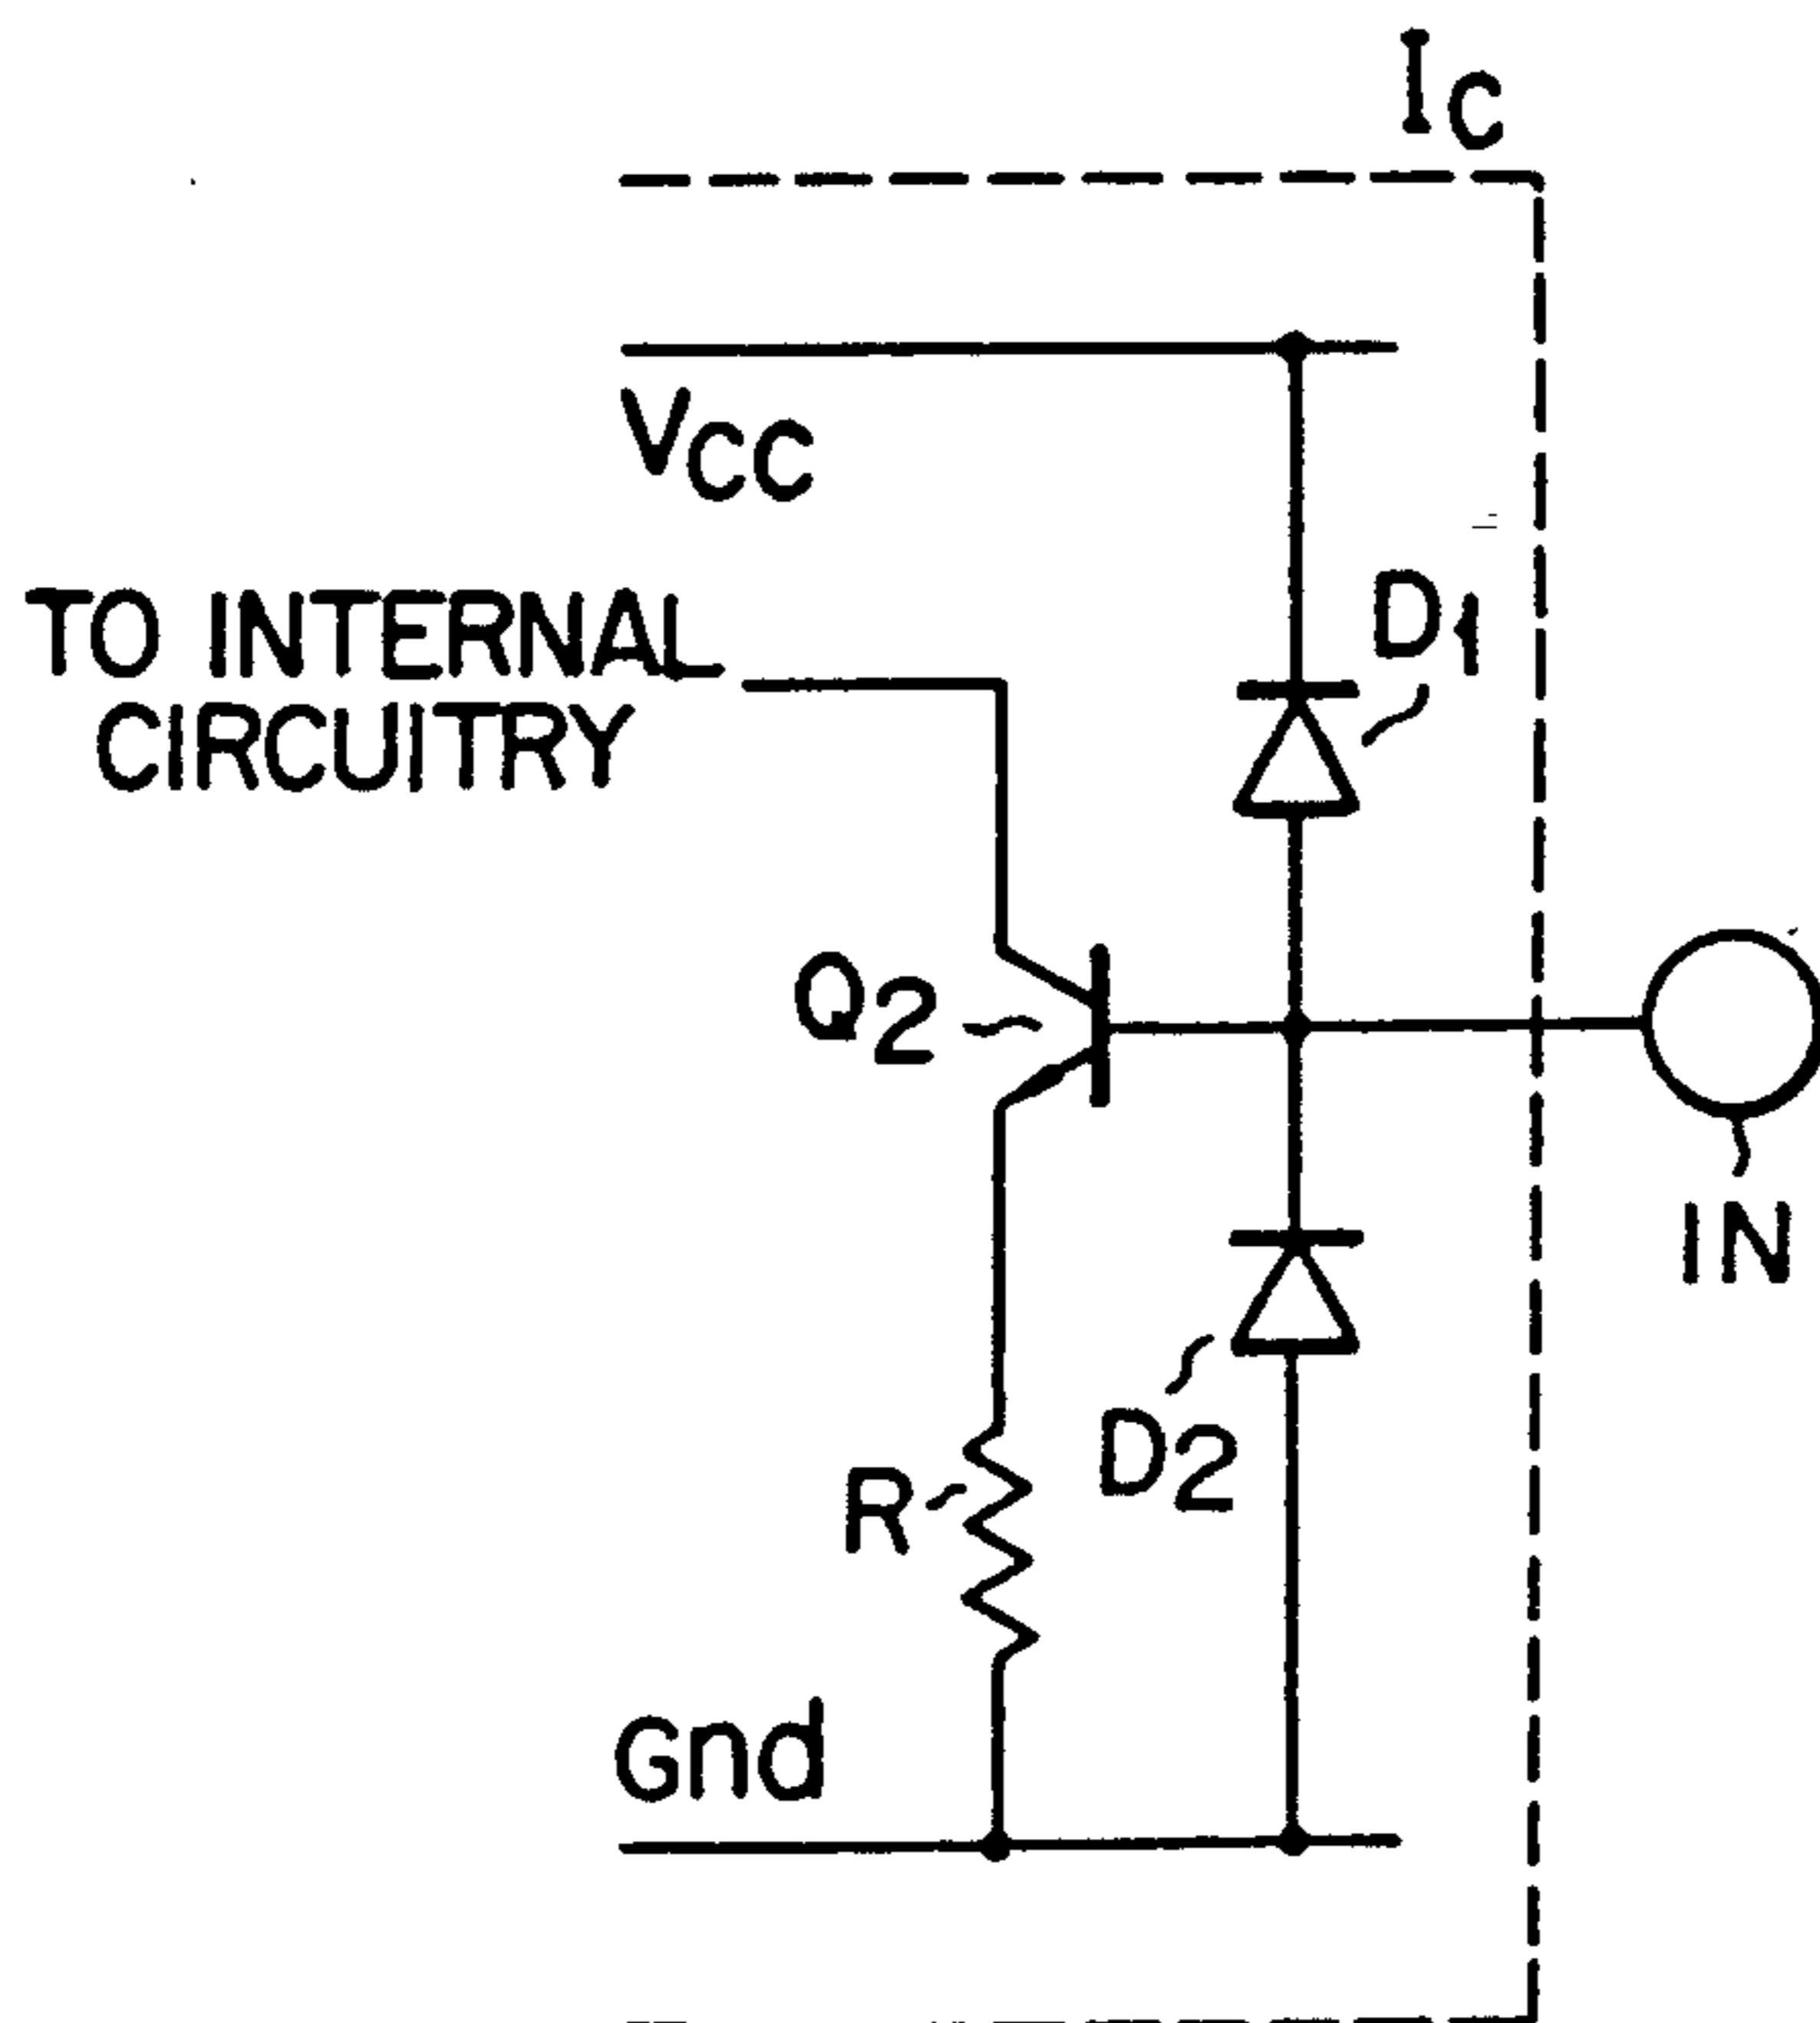 IC
VCC
TO INTERNAL
CIRCUITRY
D1
Q2
IN
D2
R
Gnd